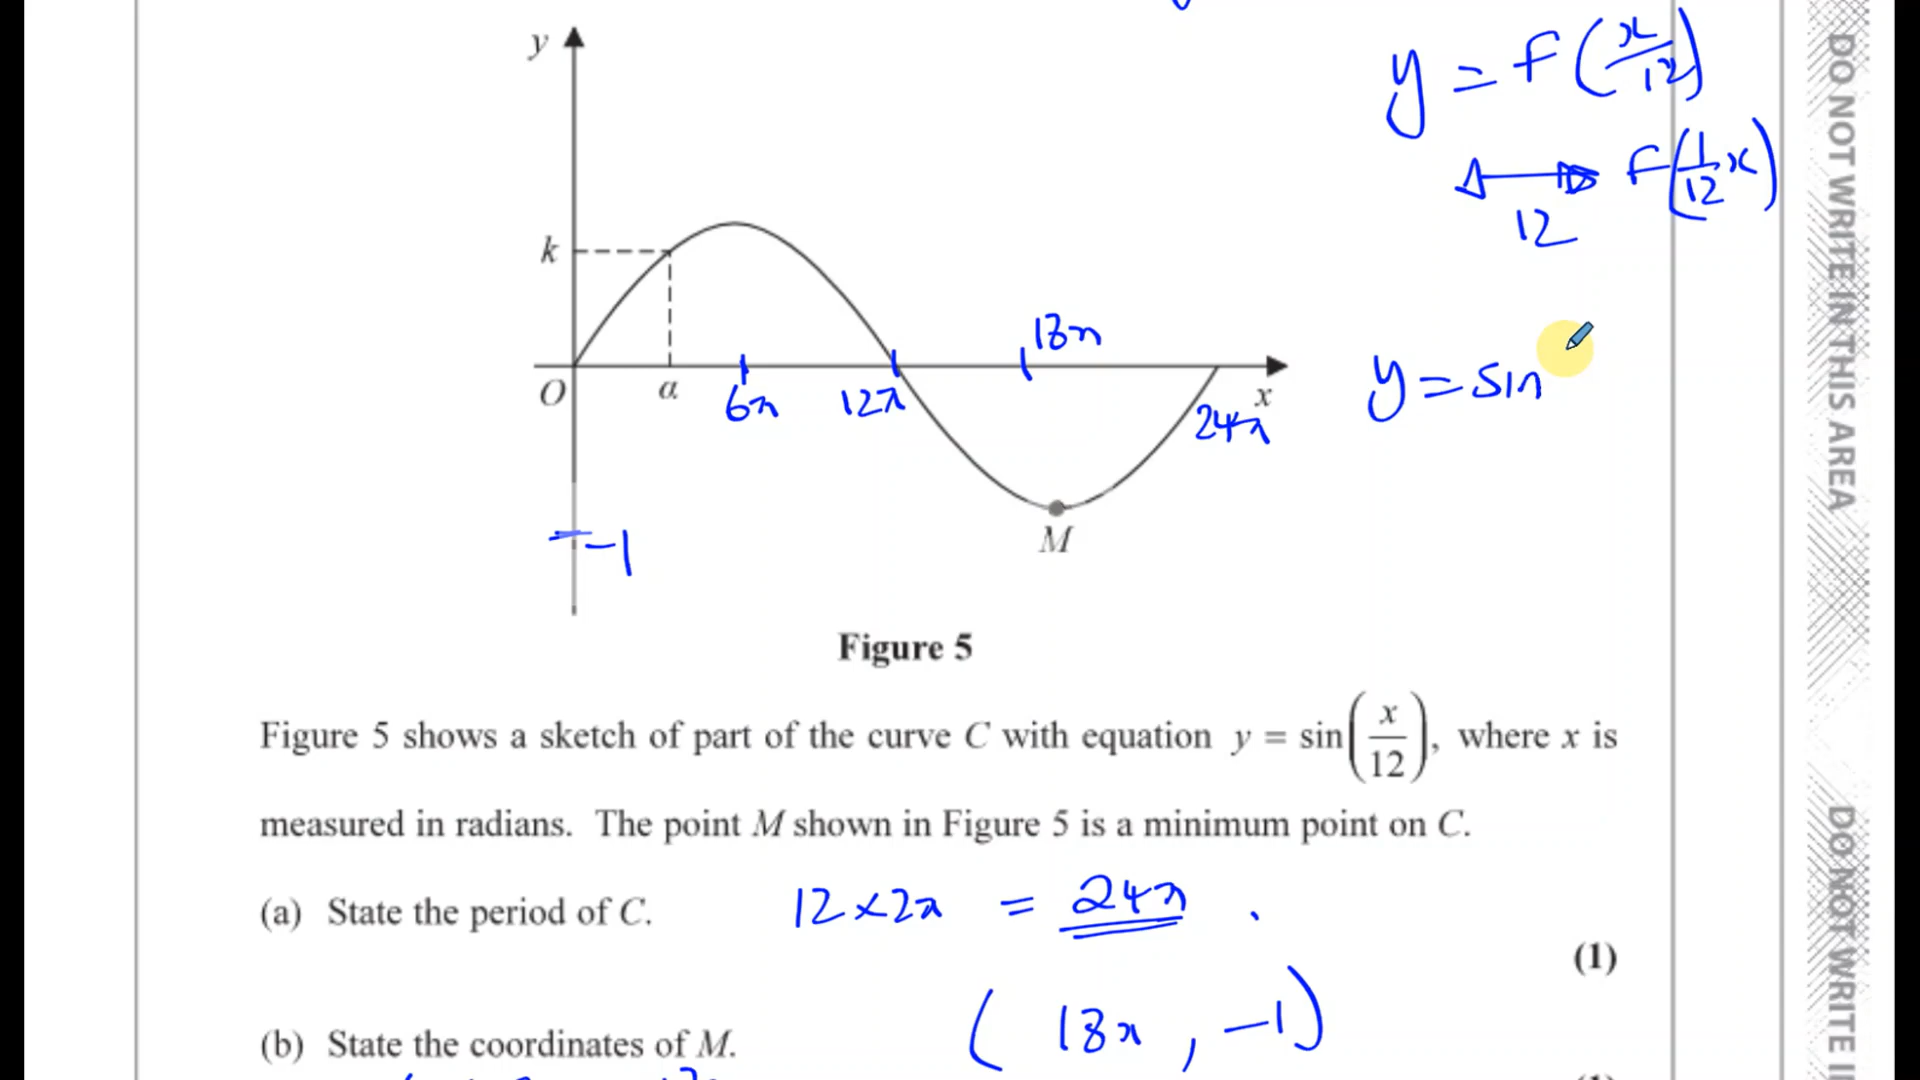 y
y = f(x/12)
f(1/12 x)
12
k
18π
O
α
6π
12π
x
24π
y = sin
-1
M
Figure 5
Figure 5 shows a sketch of part of the curve C with equation y = sin(x/12), where x is
measured in radians. The point M shown in Figure 5 is a minimum point on C.
(a) State the period of C.
12 × 2π = 24π .
(1)
(b) State the coordinates of M.
(18π, -1)
DO NOT WRITE IN THIS AREA
DO NOT WRITE I